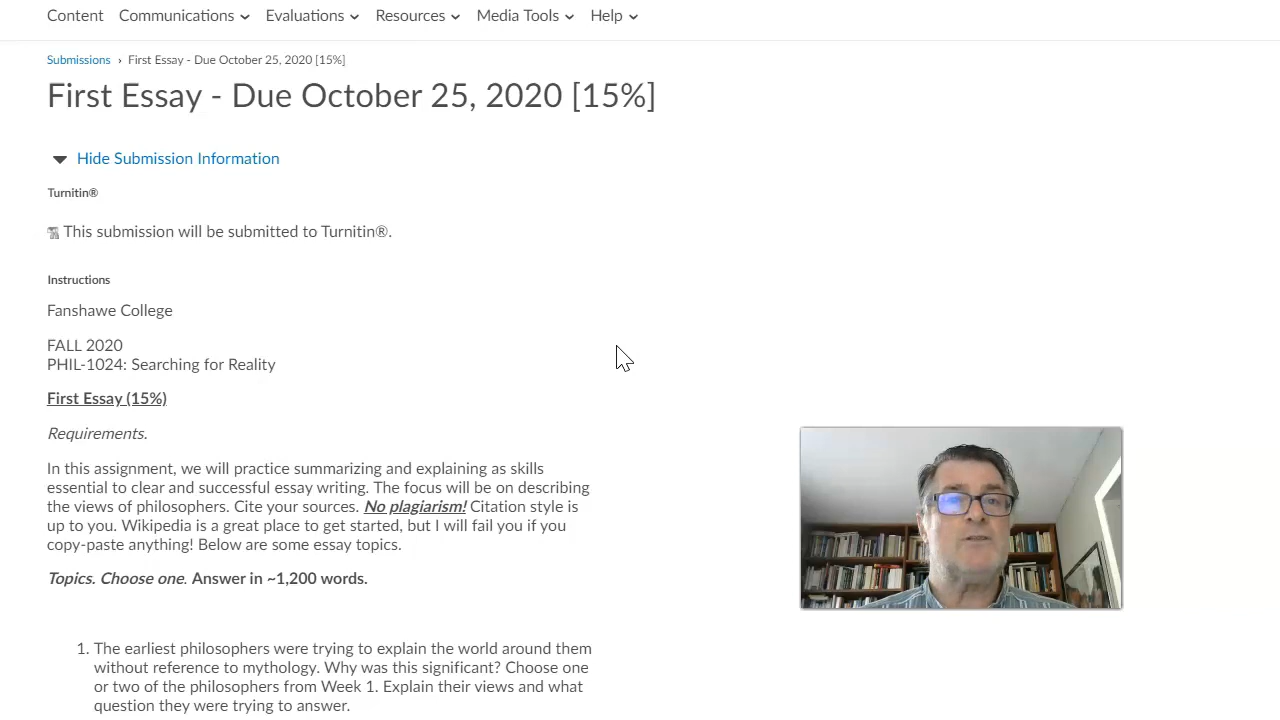 Content Communications Evaluations Resources Media Tools Help
Submissions › First Essay - Due October 25, 2020 [15%]
First Essay - Due October 25, 2020 [15%]
Hide Submission Information
Turnitin®
This submission will be submitted to Turnitin®.
Instructions
Fanshawe College
FALL 2020
PHIL-1024: Searching for Reality
First Essay (15%)
Requirements.
In this assignment, we will practice summarizing and explaining as skills
essential to clear and successful essay writing. The focus will be on describing
the views of philosophers. Cite your sources. No plagiarism! Citation style is
up to you. Wikipedia is a great place to get started, but I will fail you if you
copy-paste anything! Below are some essay topics.
Topics. Choose one. Answer in ~1,200 words.
1. The earliest philosophers were trying to explain the world around them
without reference to mythology. Why was this significant? Choose one
or two of the philosophers from Week 1. Explain their views and what
question they were trying to answer.